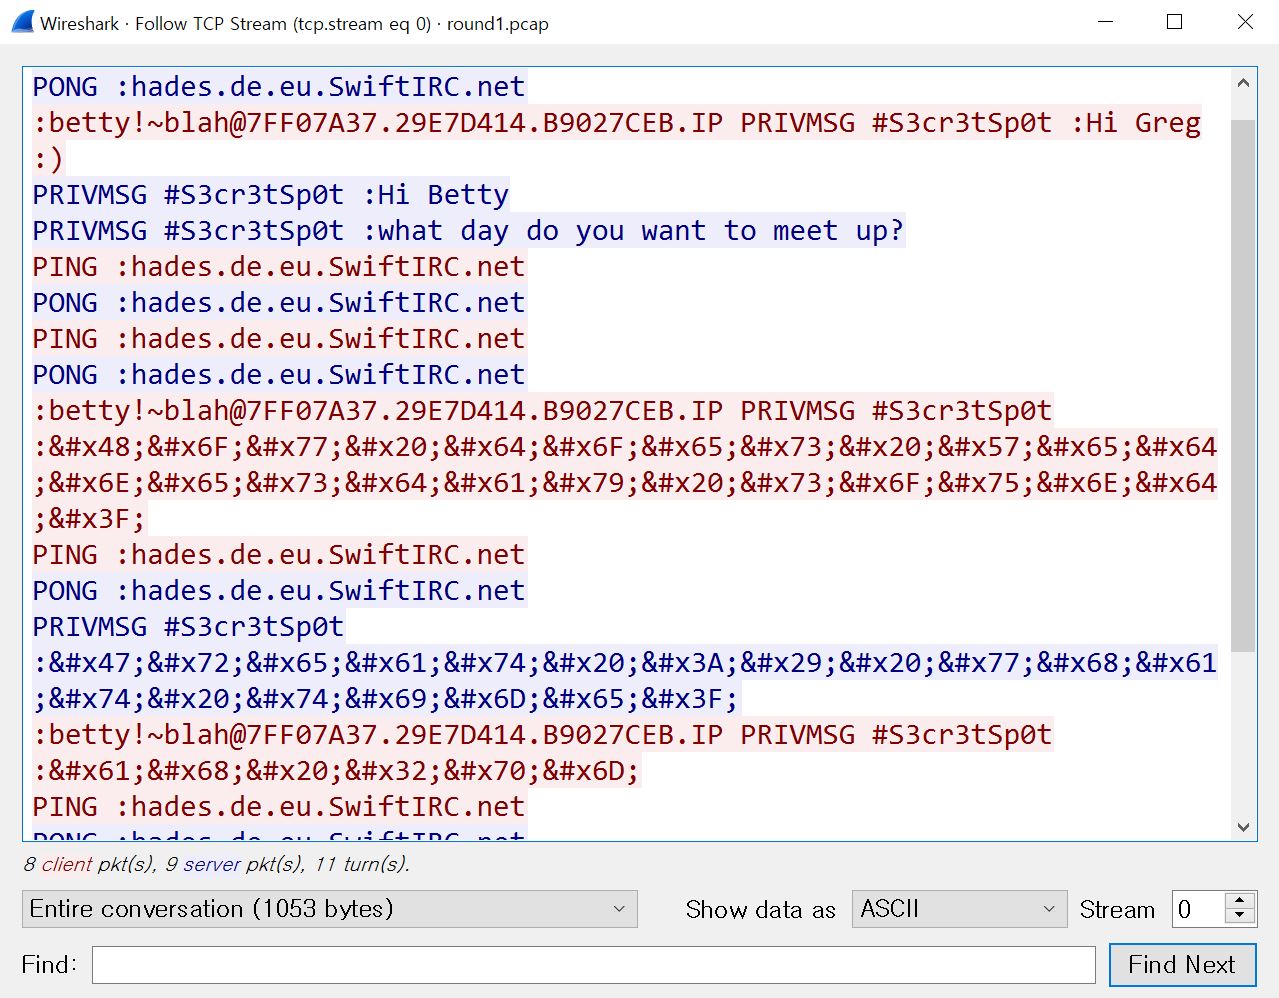 Wireshark · Follow TCP Stream (tcp.stream eq 0) · round1.pcap
PONG :hades.de.eu.SwiftIRC.net
:betty!~blah@7FF07A37.29E7D414.B9027CEB.IP PRIVMSG #S3cr3tSp0t :Hi Greg
:)
PRIVMSG #S3cr3tSp0t :Hi Betty
PRIVMSG #S3cr3tSp0t :what day do you want to meet up?
PING :hades.de.eu.SwiftIRC.net
PONG :hades.de.eu.SwiftIRC.net
PING :hades.de.eu.SwiftIRC.net
PONG :hades.de.eu.SwiftIRC.net
:betty!~blah@7FF07A37.29E7D414.B9027CEB.IP PRIVMSG #S3cr3tSp0t
:&#x48;&#x6F;&#x77;&#x20;&#x64;&#x6F;&#x65;&#x73;&#x20;&#x57;&#x65;&#x64
;&#x6E;&#x65;&#x73;&#x64;&#x61;&#x79;&#x20;&#x73;&#x6F;&#x75;&#x6E;&#x64
;&#x3F;
PING :hades.de.eu.SwiftIRC.net
PONG :hades.de.eu.SwiftIRC.net
PRIVMSG #S3cr3tSp0t
:&#x47;&#x72;&#x65;&#x61;&#x74;&#x20;&#x3A;&#x29;&#x20;&#x77;&#x68;&#x61
;&#x74;&#x20;&#x74;&#x69;&#x6D;&#x65;&#x3F;
:betty!~blah@7FF07A37.29E7D414.B9027CEB.IP PRIVMSG #S3cr3tSp0t
:&#x61;&#x68;&#x20;&#x32;&#x70;&#x6D;
PING :hades.de.eu.SwiftIRC.net
PONG :hades.de.eu.SwiftIRC.net
8 client pkt(s), 9 server pkt(s), 11 turn(s).
Entire conversation (1053 bytes) Show data as ASCII Stream 0
Find: Find Next